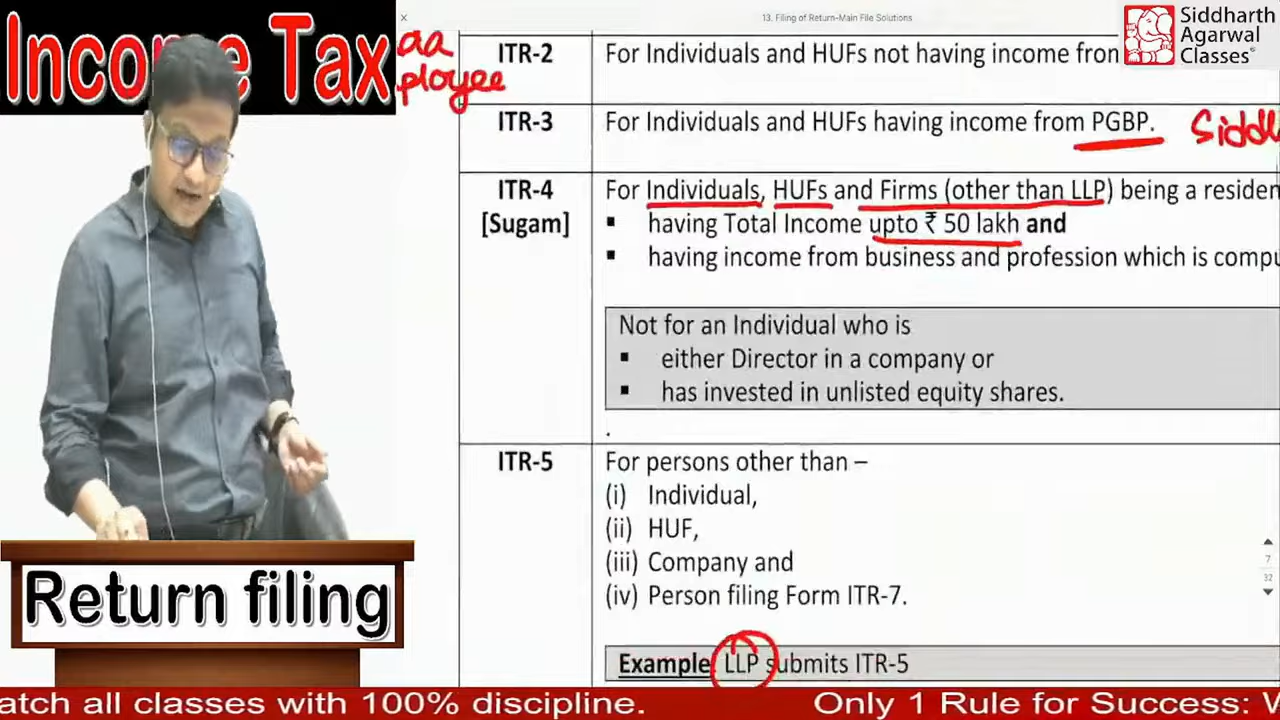 Income Tax
aa
ployee
13. Filing of Return-Main File Solutions
Siddharth
Agarwal
Classes
ITR-2
For Individuals and HUFs not having income from
ITR-3
For Individuals and HUFs having income from PGBP.
ITR-4
[Sugam]
For Individuals, HUFs and Firms (other than LLP) being a residen
▪ having Total Income upto ₹ 50 lakh and
▪ having income from business and profession which is compu
Not for an Individual who is
▪ either Director in a company or
▪ has invested in unlisted equity shares.
.
ITR-5
For persons other than –
(i) Individual,
(ii) HUF,
(iii) Company and
(iv) Person filing Form ITR-7.
Example LLP submits ITR-5
7
32
Return filing
atch all classes with 100% discipline.
Only 1 Rule for Success: W